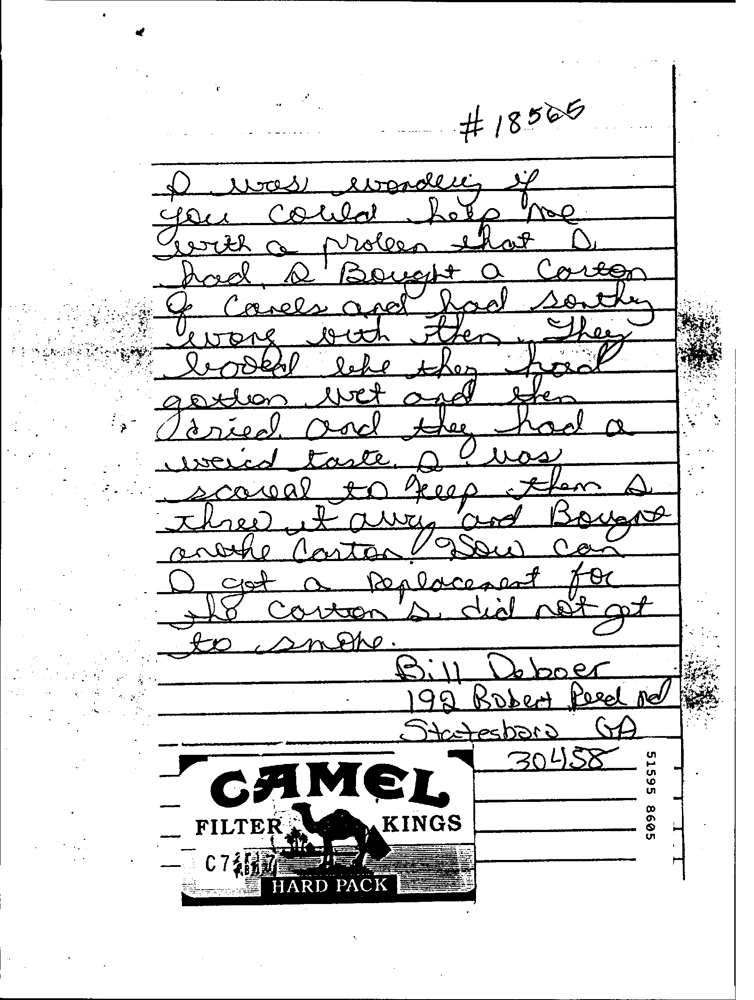 # 18565
I was wondering if
you could help me
with a problem that I
had. I Bought a Carton
of Camels and had somthing
wrong with them. They
looked like they had
gotten wet and then
dried. And they had a
weird taste. I was
scared to keep them I
threw it away and Bought
anothe Carton. How can
I get a Replacement for
the Carton I did not get
to smoke.
Bill Deboer
192 Robert Reed Rd
Statesboro GA
30458
CAMEL
FILTER KINGS
HARD PACK
51595 8605